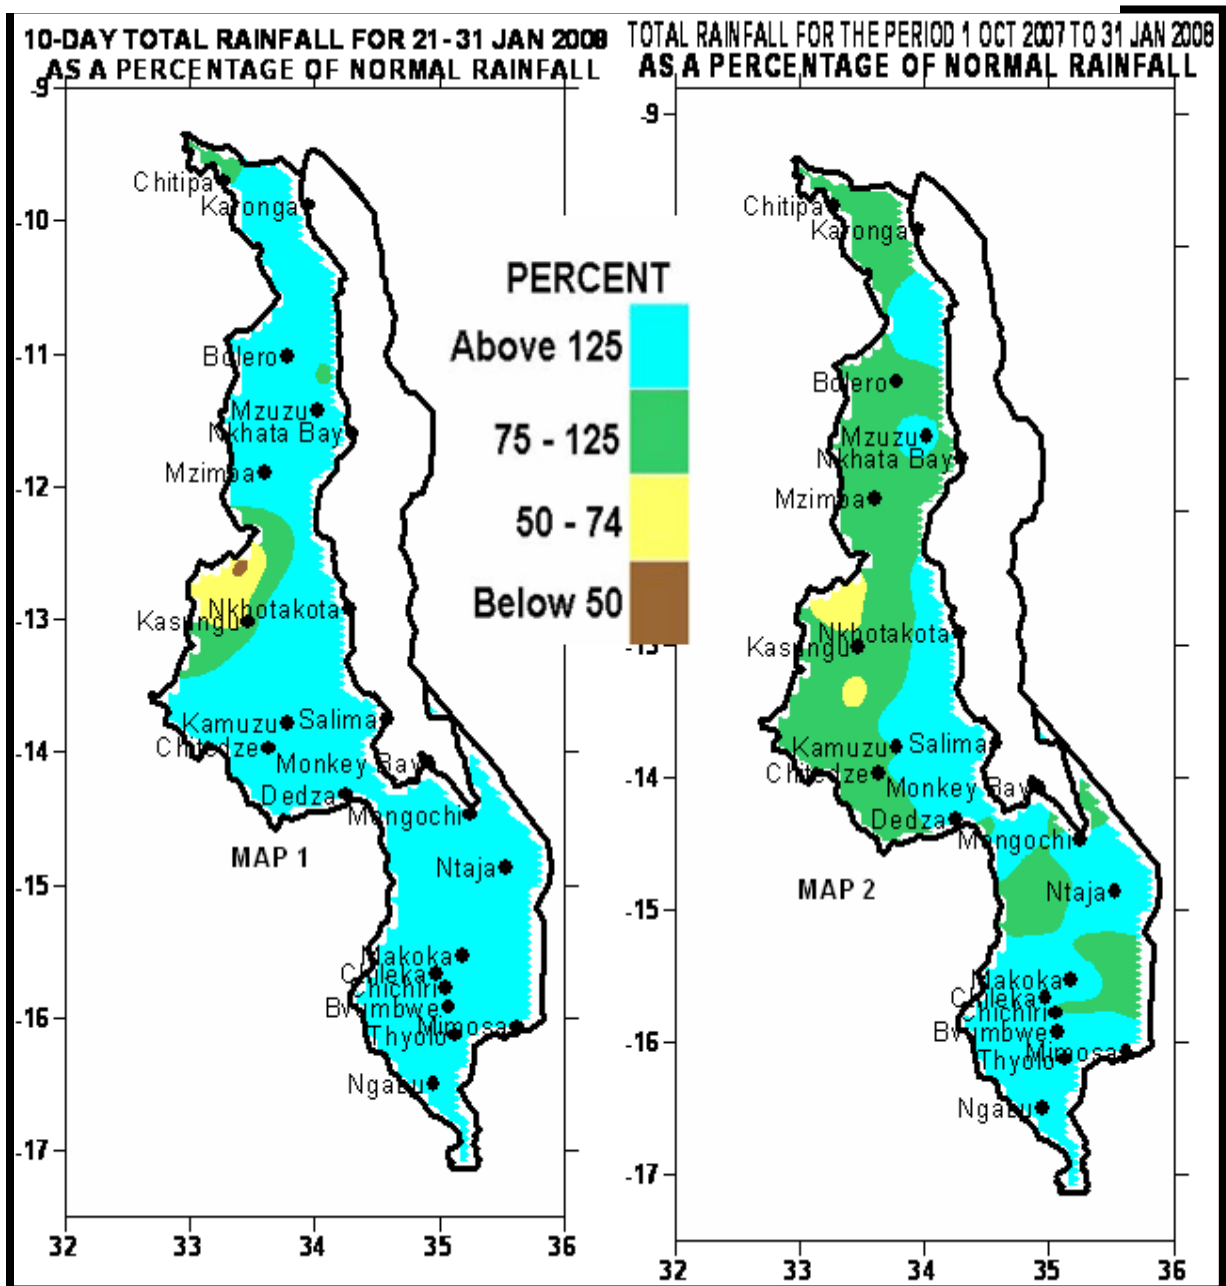 10-DAY TOTAL RAINFALL FOR 21-31 JAN 2008
AS A PERCENTAGE OF NORMAL RAINFALL
-9
Chitipa
Karonga
-10
-11
Bolero
Mzuzu
Nkhata Bay
Mzimba
-12
Nkhotakota
Kasungu
-13
Kamuzu
Salima
Chitedze
-14
Monkey Bay
Dedza
Mangochi
MAP 1
Ntaja
-15
Makoka
Chileka
Chichiri
Bvumbwe
-16
Mimosa
Thyolo
Ngabu
-17
32 33 34 35 36
PERCENT
Above 125
75 - 125
50 - 74
Below 50
TOTAL RAINFALL FOR THE PERIOD 1 OCT 2007 TO 31 JAN 2008
AS A PERCENTAGE OF NORMAL RAINFALL
-9
Chitipa
Karonga
-10
-11
Bolero
Mzuzu
Nkhata Bay
Mzimba
-12
Nkhotakota
Kasungu
-13
Kamuzu
Salima
Chitedze
-14
Monkey Bay
Dedza
Mangochi
MAP 2
Ntaja
-15
Makoka
Chileka
Chichiri
Bvumbwe
-16
Mimosa
Thyolo
Ngabu
-17
32 33 34 35 36